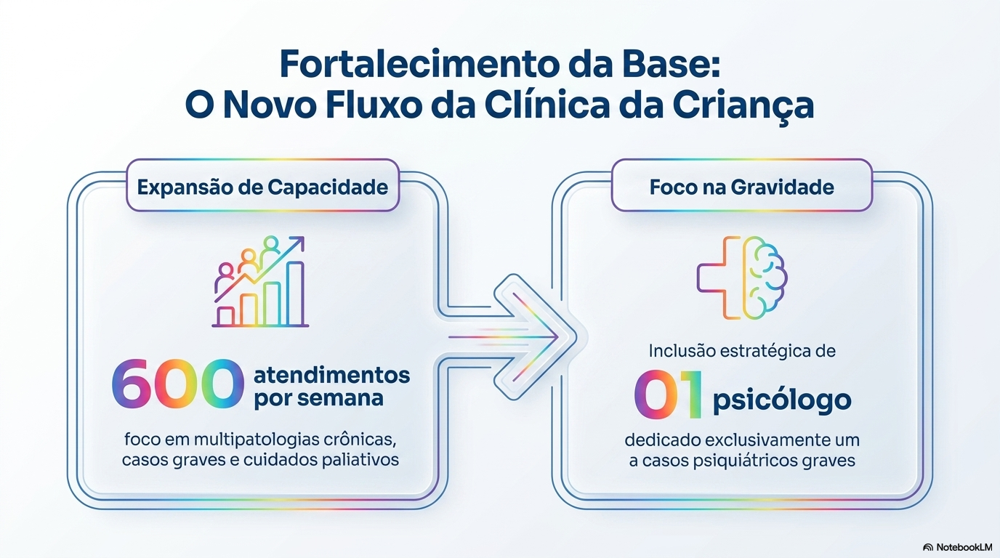 Fortalecimento da Base:
O Novo Fluxo da Clínica da Criança
Expansão de Capacidade
600 atendimentos
por semana
foco em multipatologias crônicas,
casos graves e cuidados paliativos
Foco na Gravidade
Inclusão estratégica de
01 psicólogo
dedicado exclusivamente um
a casos psiquiátricos graves
NotebookLM